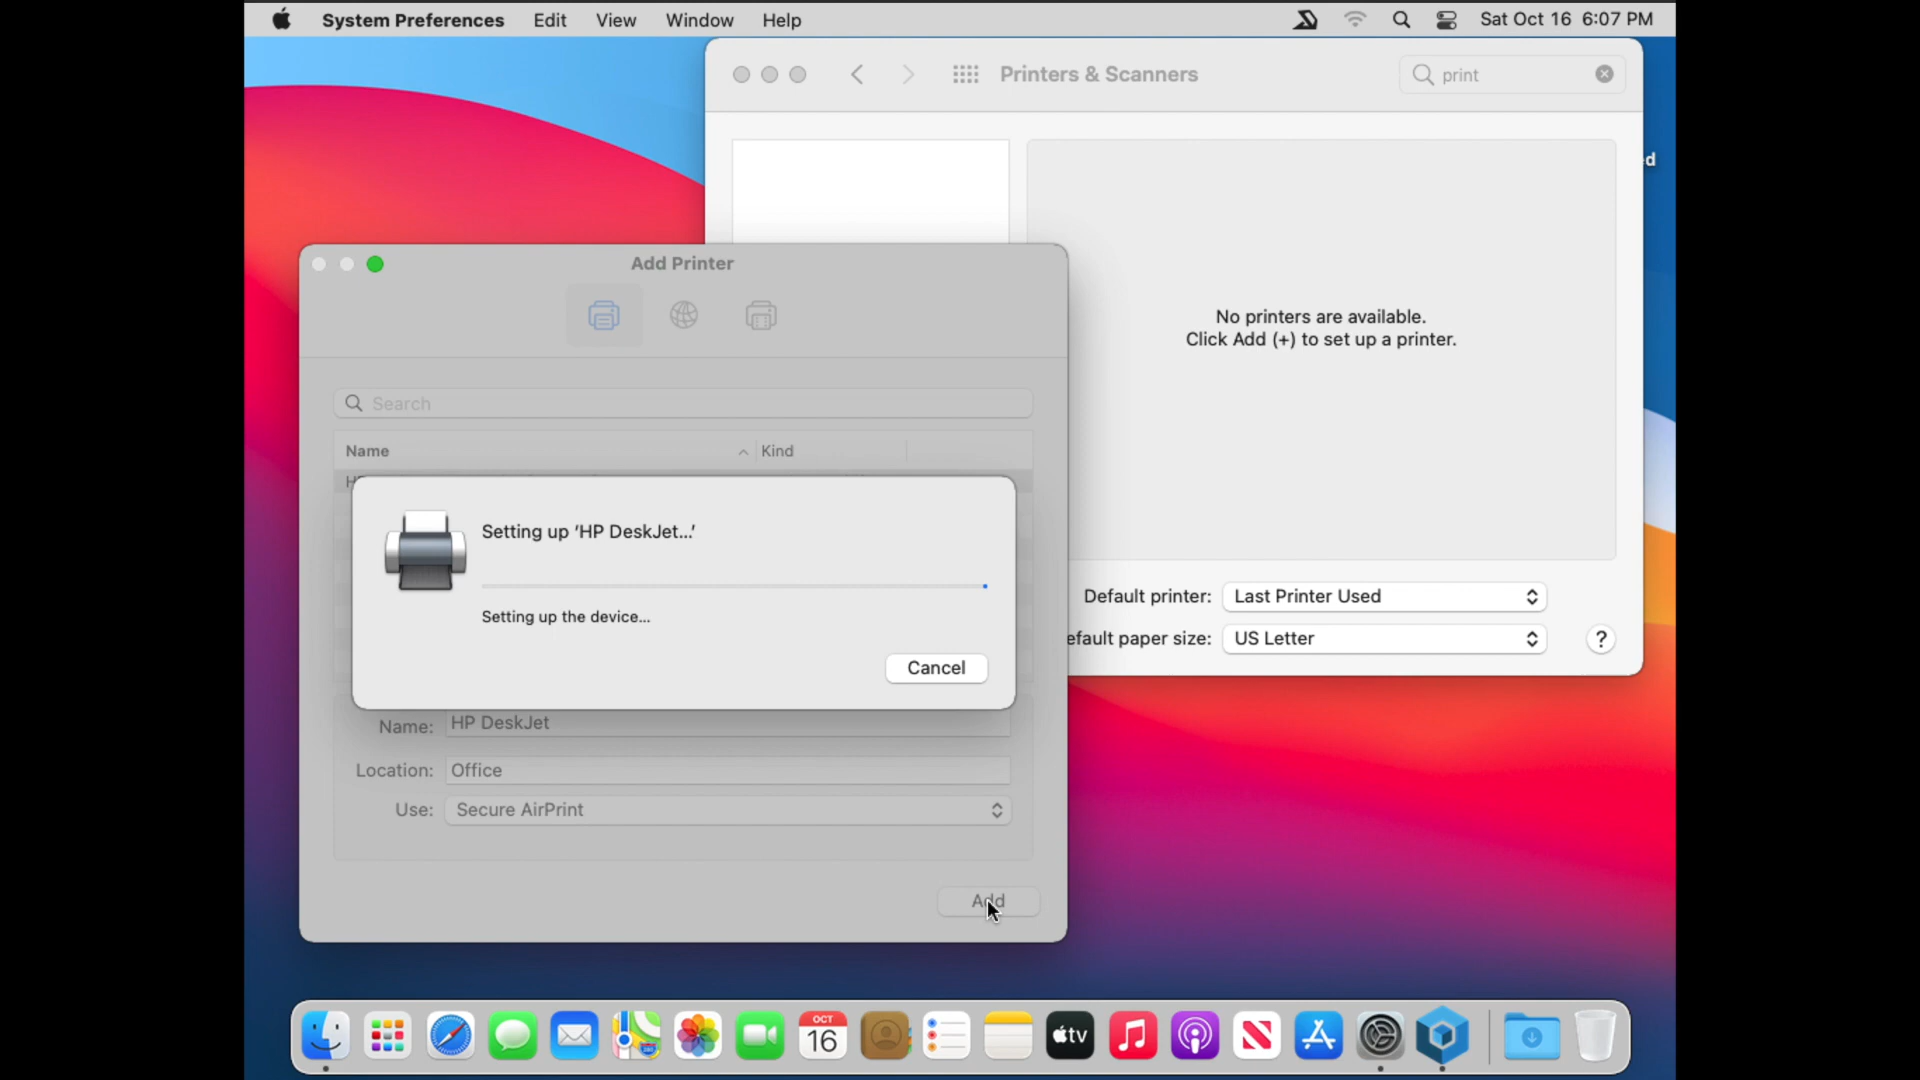 System Preferences Edit View Window Help Sat Oct 16 6:07 PM
Printers & Scanners
print
d
No printers are available.
Click Add (+) to set up a printer.
Default printer: Last Printer Used
efault paper size: US Letter
?
Add Printer
Search
Name Kind
Setting up ‘HP DeskJet...’
Setting up the device...
Cancel
Name: HP DeskJet
Location: Office
Use: Secure AirPrint
Add
OCT
16
tv